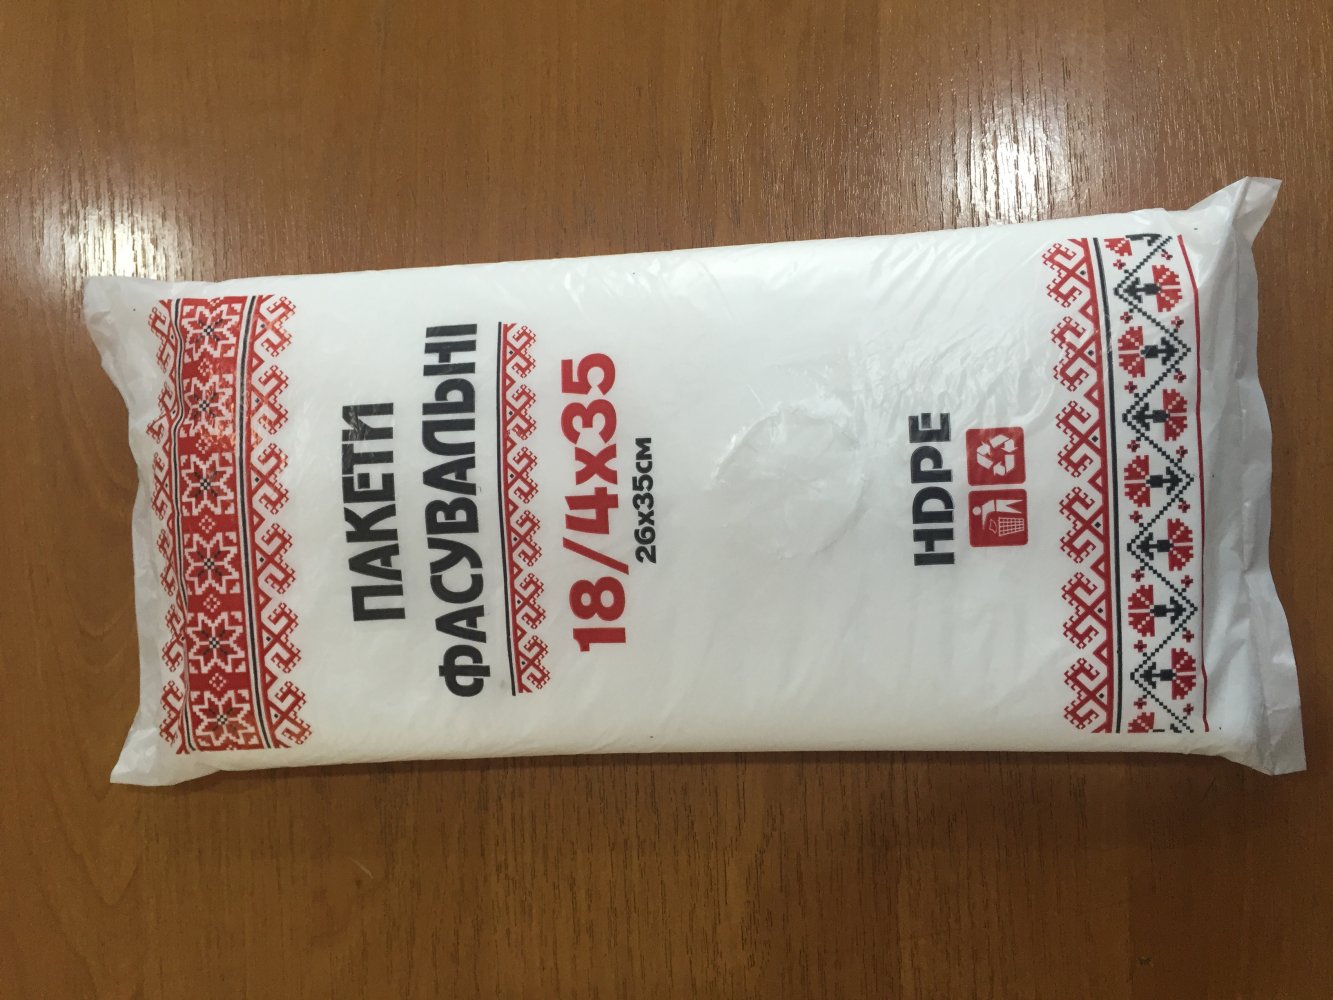 ПАКЕТИ
ФАСУВАЛЬНІ
18/4x35
26x35см
HDPE